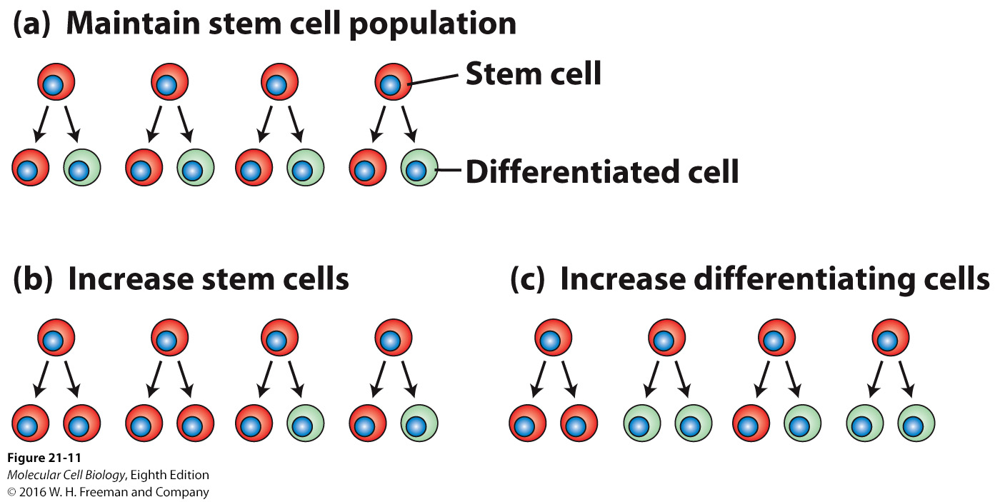 (a) Maintain stem cell population
Stem cell
Differentiated cell
(b) Increase stem cells
(c) Increase differentiating cells
Figure 21-11
Molecular Cell Biology, Eighth Edition
© 2016 W. H. Freeman and Company